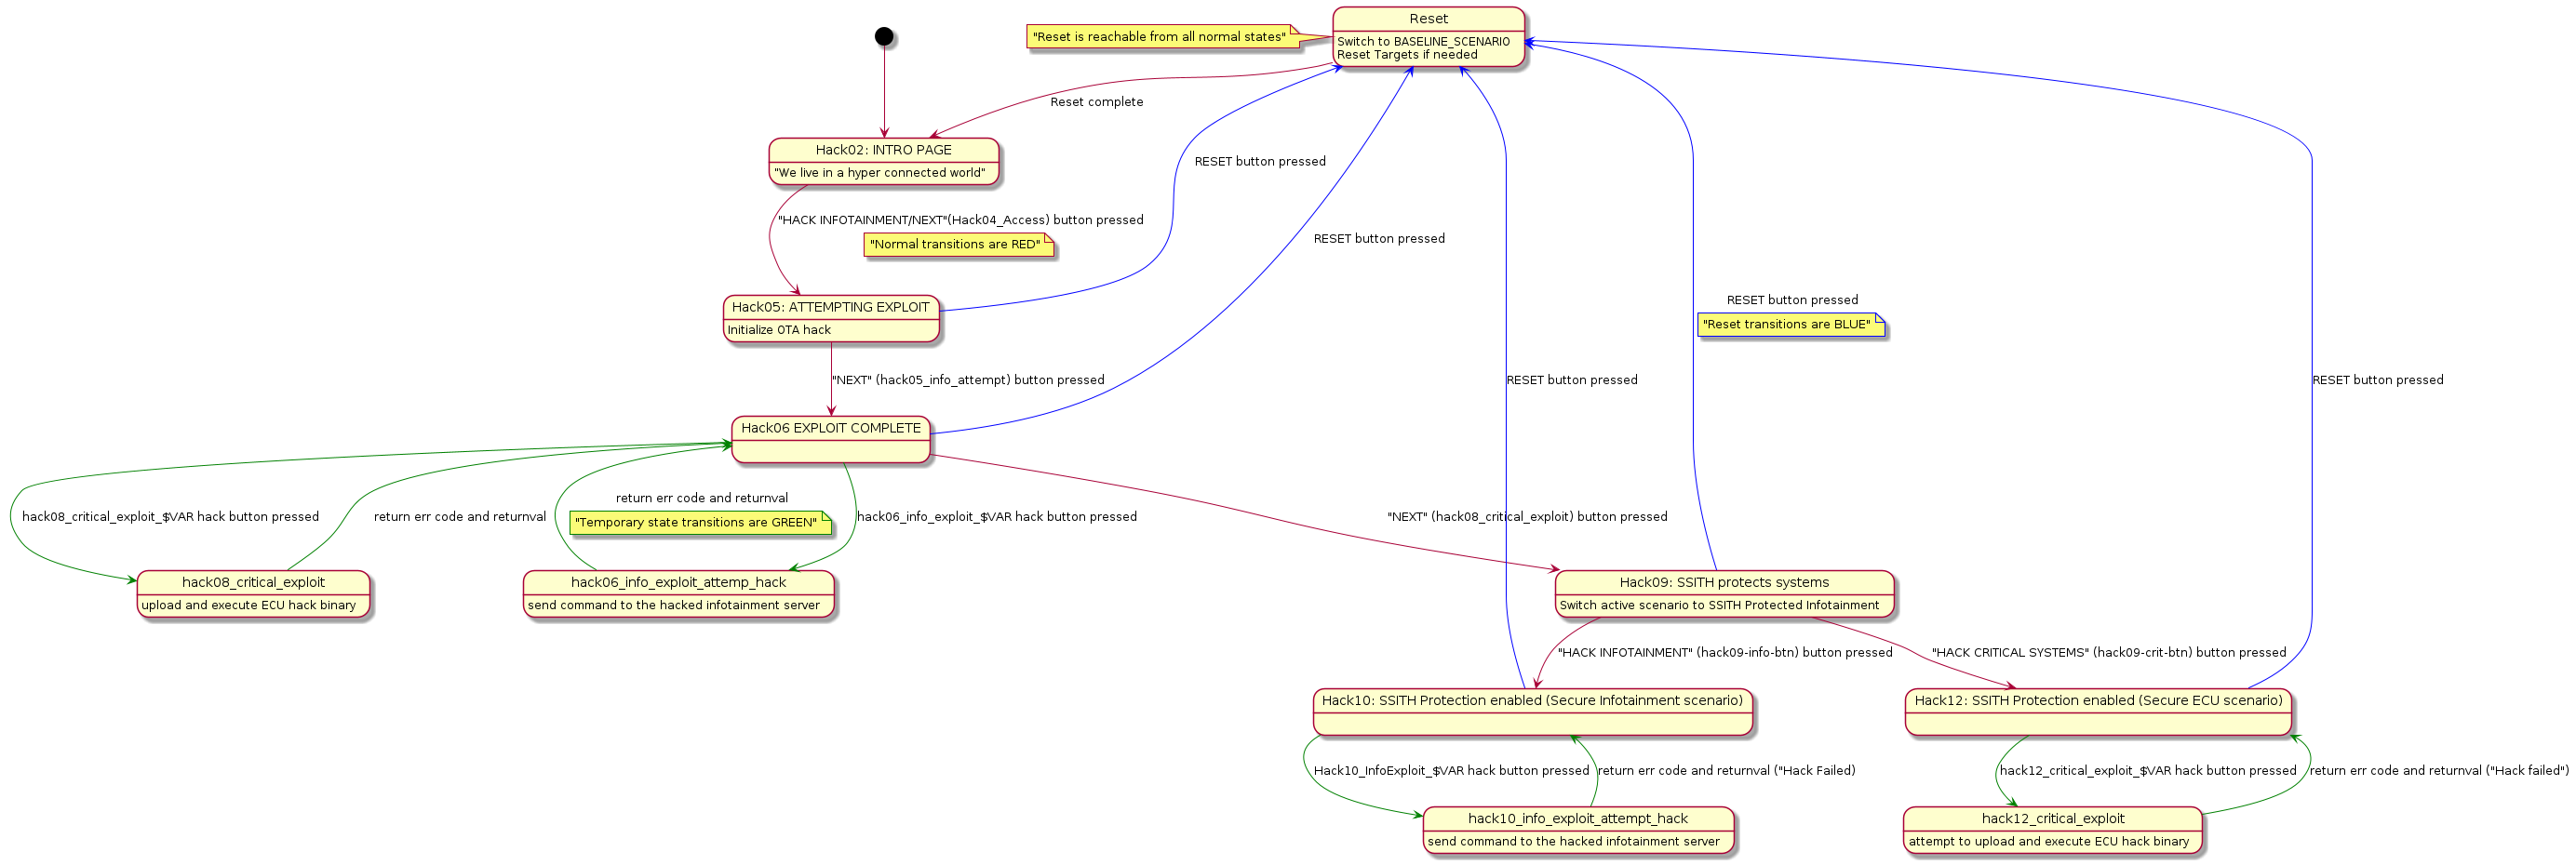 Reset
"Reset is reachable from all normal states"
Switch to BASELINE_SCENARIO
Reset Targets if needed
Reset complete
Hack02: INTRO PAGE
"We live in a hyper connected world"
RESET button pressed
"HACK INFOTAINMENT/NEXT"(Hack04_Access) button pressed
"Normal transitions are RED"
RESET button pressed
Hack05: ATTEMPTING EXPLOIT
Initialize OTA hack
RESET button pressed
"Reset transitions are BLUE"
"NEXT" (hack05_info_attempt) button pressed
RESET button pressed
RESET button pressed
Hack06 EXPLOIT COMPLETE
hack08_critical_exploit_$VAR hack button pressed
return err code and returnval
return err code and returnval
"Temporary state transitions are GREEN"
hack06_info_exploit_$VAR hack button pressed
"NEXT" (hack08_critical_exploit) button pressed
hack08_critical_exploit
upload and execute ECU hack binary
hack06_info_exploit_attemp_hack
send command to the hacked infotainment server
Hack09: SSITH protects systems
Switch active scenario to SSITH Protected Infotainment
"HACK INFOTAINMENT" (hack09-info-btn) button pressed
"HACK CRITICAL SYSTEMS" (hack09-crit-btn) button pressed
Hack10: SSITH Protection enabled (Secure Infotainment scenario)
Hack12: SSITH Protection enabled (Secure ECU scenario)
Hack10_InfoExploit_$VAR hack button pressed
return err code and returnval ("Hack Failed)
hack12_critical_exploit_$VAR hack button pressed
return err code and returnval ("Hack failed")
hack10_info_exploit_attempt_hack
send command to the hacked infotainment server
hack12_critical_exploit
attempt to upload and execute ECU hack binary